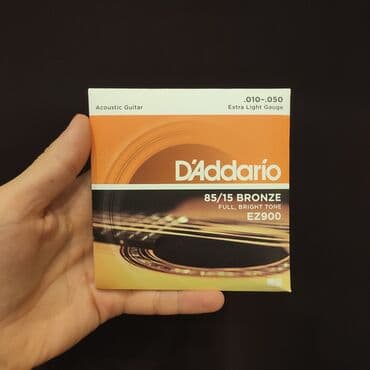 Acoustic Guitar
.010-.050
Extra Light Gauge
D'Addario
85/15 BRONZE
FULL, BRIGHT TONE
EZ900